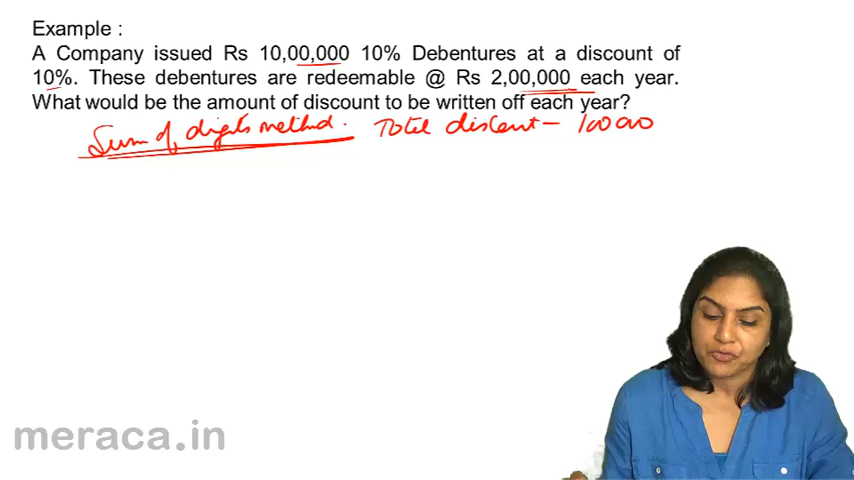 Example :
A Company issued Rs 10,00,000 10% Debentures at a discount of
10%. These debentures are redeemable @ Rs 2,00,000 each year.
What would be the amount of discount to be written off each year?
Sum of digits method. Total discount - 100000
meraca.in